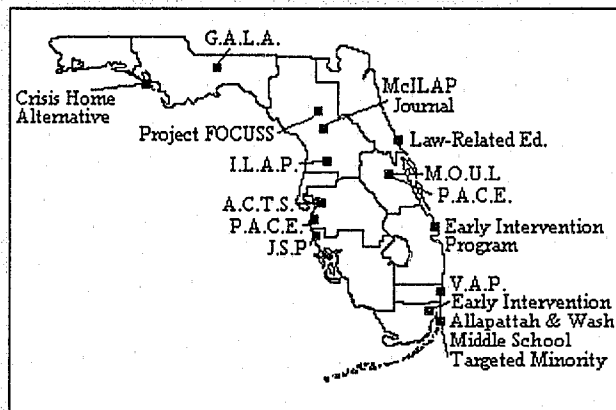 G.A.L.A.
Crisis Home
Alternative
McILAP
Journal
Project FOCUSS
Law-Related Ed.
I.L.A.P.
M.O.U.L
P.A.C.E.
A.C.T.S.
P.A.C.E.
J.S.P
Early Intervention
Program
V.A.P.
Early Intervention
Allapattah & Wash
Middle School
Targeted Minority